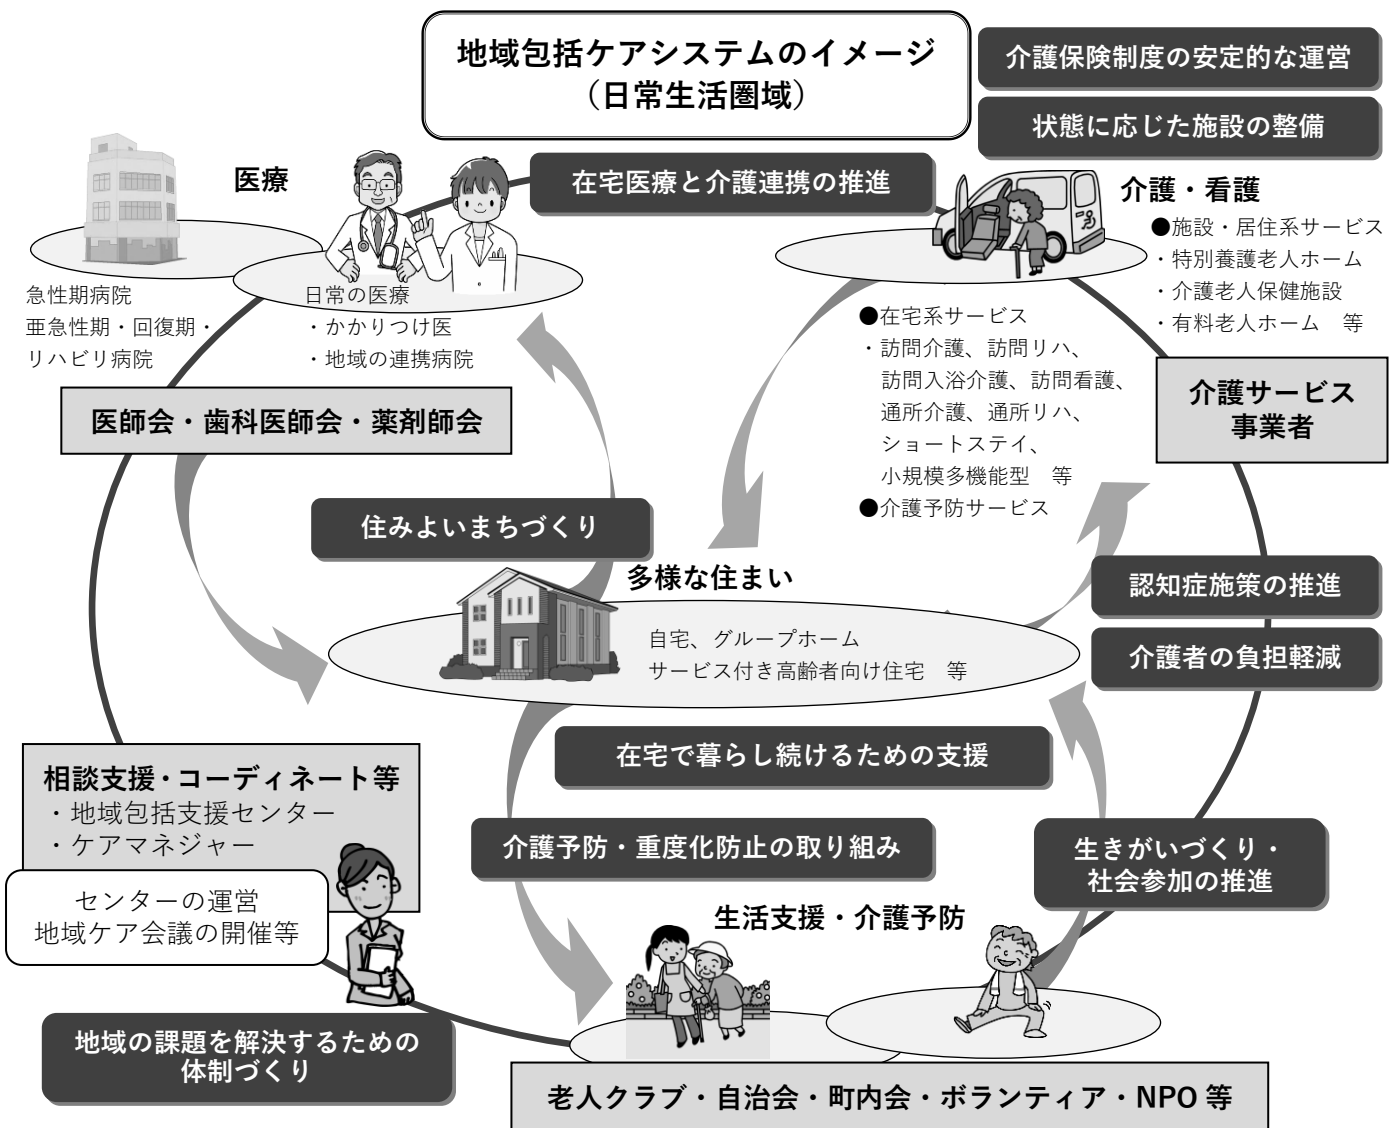 地域包括ケアシステムのイメージ
（日常生活圏域）
介護保険制度の安定的な運営
状態に応じた施設の整備
在宅医療と介護連携の推進
医療
急性期病院
亜急性期・回復期・
リハビリ病院
日常の医療
・かかりつけ医
・地域の連携病院
医師会・歯科医師会・薬剤師会
介護・看護
●施設・居住系サービス
・特別養護老人ホーム
・介護老人保健施設
・有料老人ホーム　等
●在宅系サービス
・訪問介護、訪問リハ、
訪問入浴介護、訪問看護、
通所介護、通所リハ、
ショートステイ、
小規模多機能型　等
●介護予防サービス
介護サービス
事業者
住みよいまちづくり
多様な住まい
自宅、グループホーム
サービス付き高齢者向け住宅　等
認知症施策の推進
介護者の負担軽減
在宅で暮らし続けるための支援
相談支援・コーディネート等
・地域包括支援センター
・ケアマネジャー
センターの運営
地域ケア会議の開催等
介護予防・重度化防止の取り組み
生きがいづくり・
社会参加の推進
生活支援・介護予防
地域の課題を解決するための
体制づくり
老人クラブ・自治会・町内会・ボランティア・NPO 等